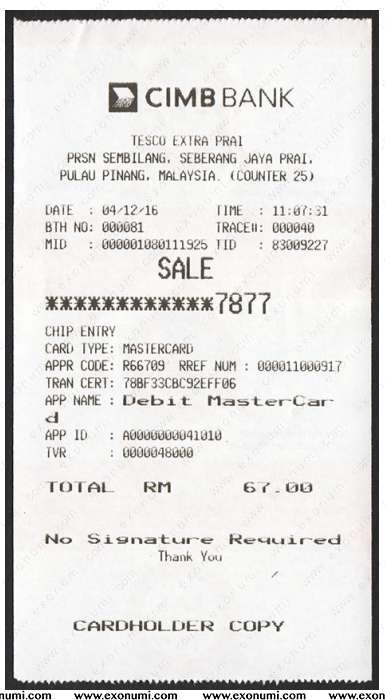 CIMB BANK
TESCO EXTRA PRAI
PRSN SEMBILANG, SEBERANG JAYA PRAI,
PULAU PINANG, MALAYSIA. (COUNTER 25)
DATE : 04/12/16 TIME : 11:07:31
BTH NO: 000081 TRACE#: 000040
MID : 000001080111925 TID : 83009227
SALE
************7877
CHIP ENTRY
CARD TYPE: MASTERCARD
APPR CODE: R66709 RREF NUM : 000011000917
TRAN CERT: 78BF33CBC92EFF06
APP NAME : Debit MasterCar
d
APP ID : A0000000041010
TVR : 0000048000
TOTAL RM 67.00
No Signature Required
Thank You
CARDHOLDER COPY
www.exonumi.com www.exonumi.com www.exonumi.com